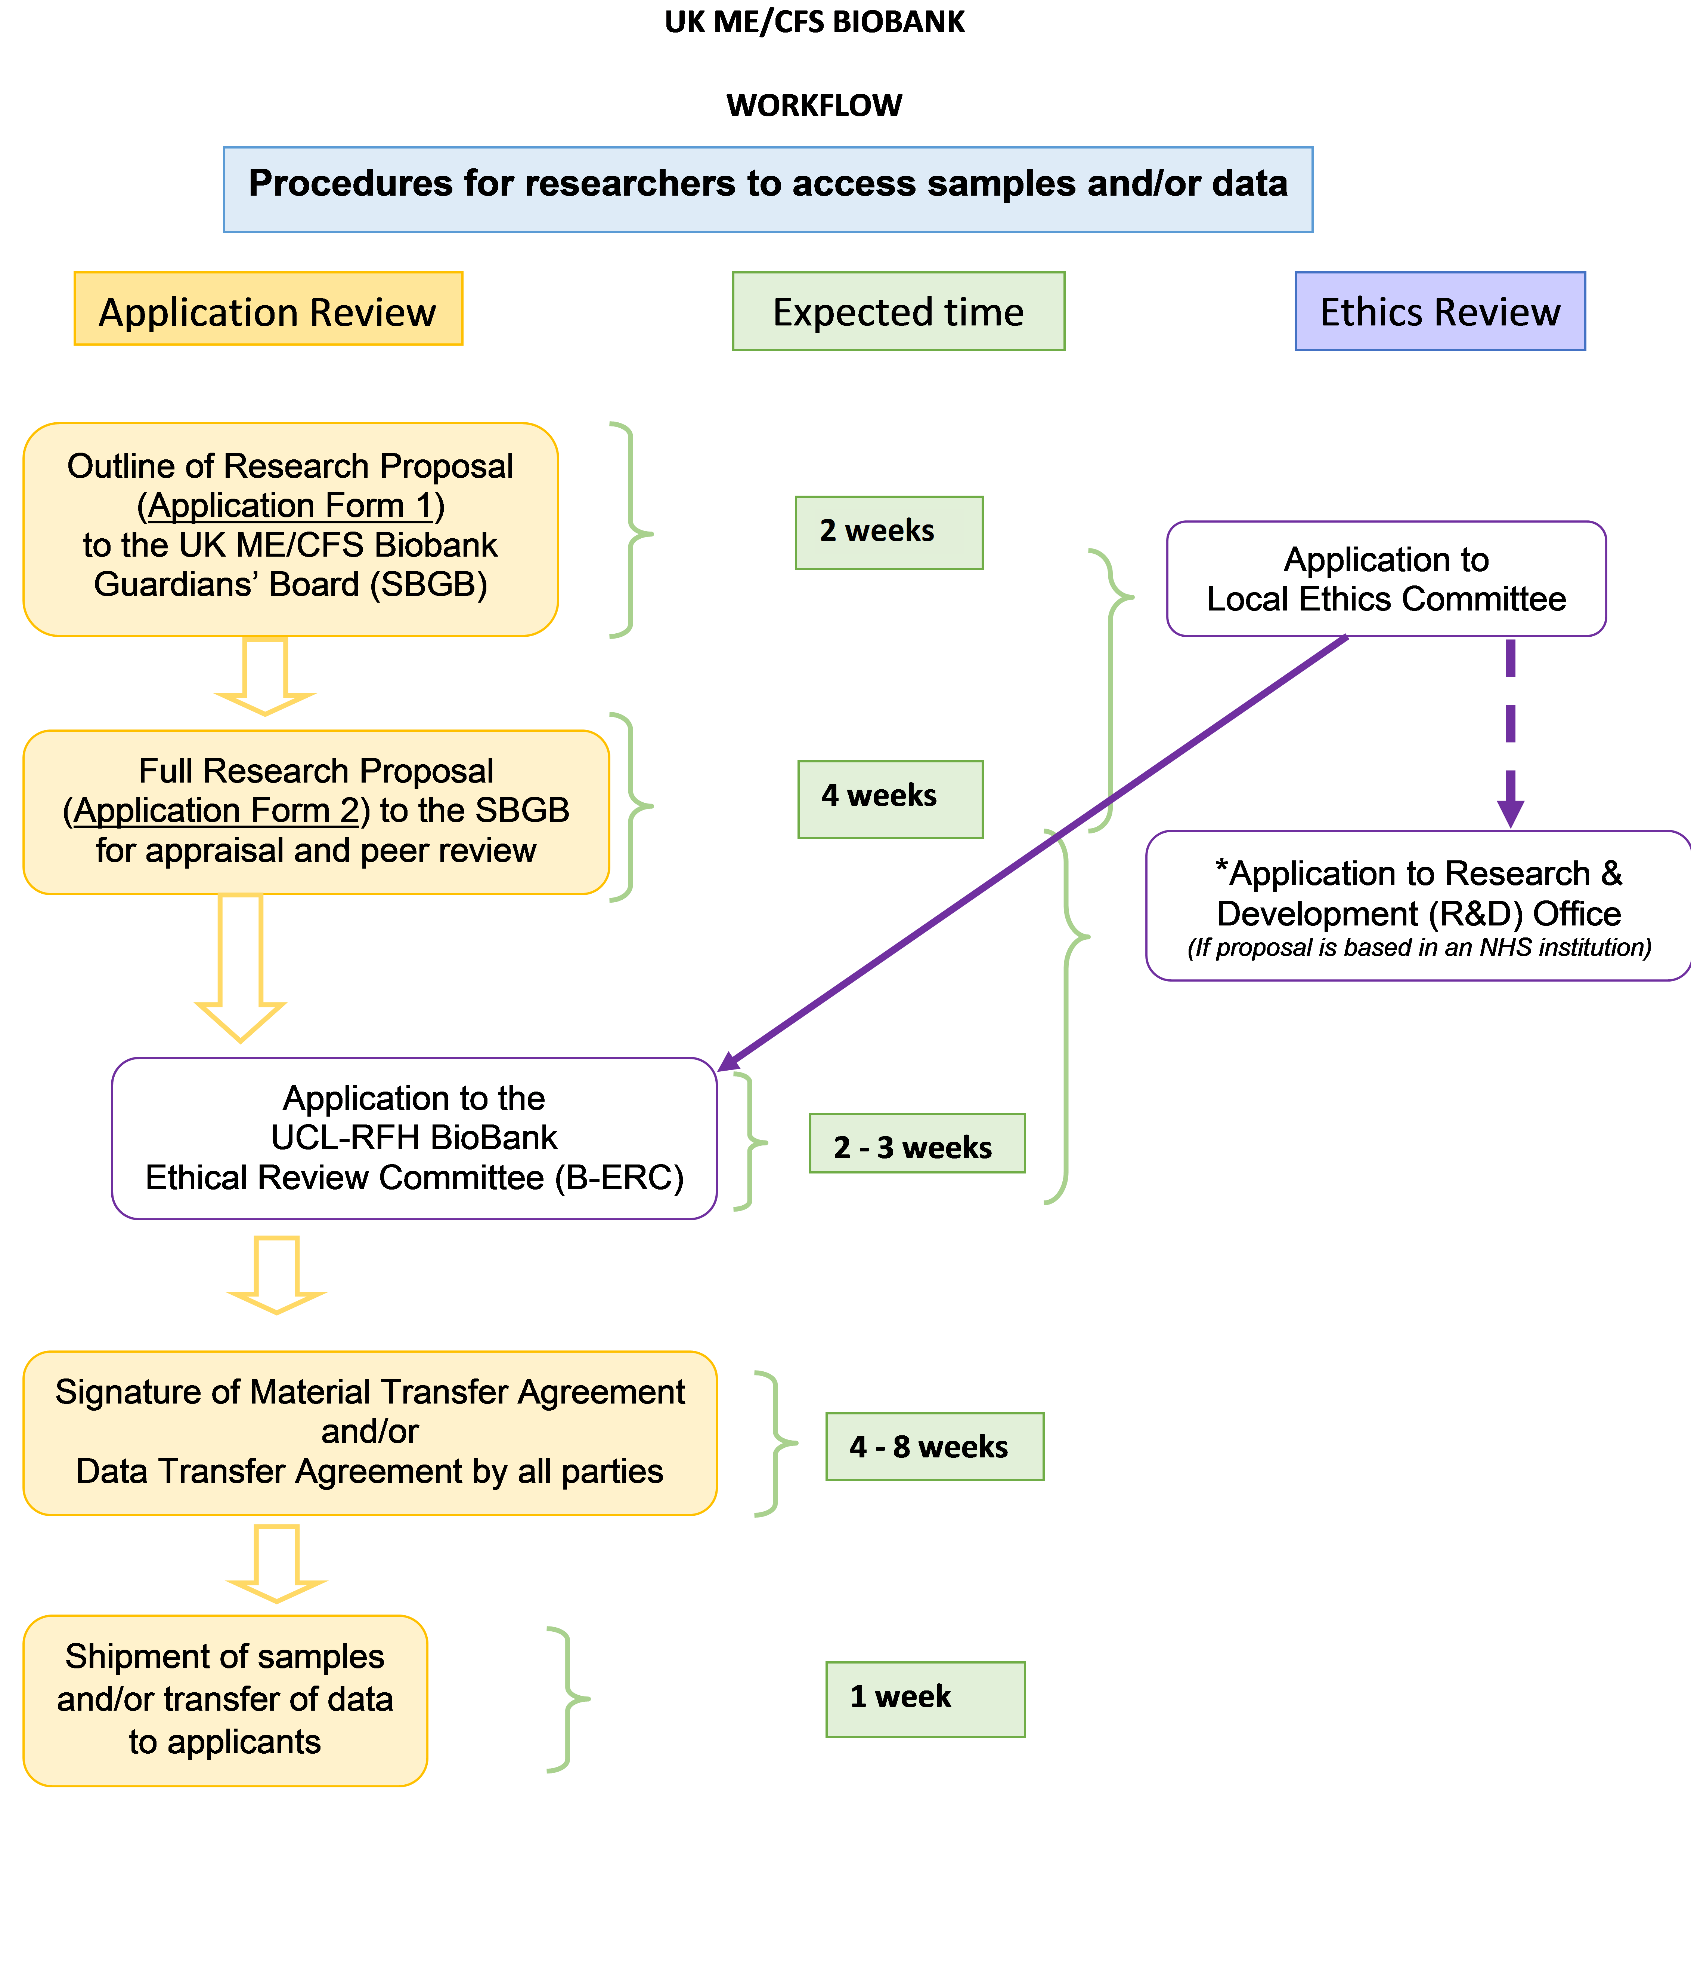 UK ME/CFS BIOBANK
WORKFLOW
Procedures for researchers to access samples and/or data
Application Review
Expected time
Ethics Review
Outline of Research Proposal
(Application Form 1)
to the UK ME/CFS Biobank
Guardians’ Board (SBGB)
2 weeks
Application to
Local Ethics Committee
Full Research Proposal
(Application Form 2) to the SBGB
for appraisal and peer review
4 weeks
*Application to Research &
Development (R&D) Office
(If proposal is based in an NHS institution)
Application to the
UCL-RFH BioBank
Ethical Review Committee (B-ERC)
2 - 3 weeks
Signature of Material Transfer Agreement
and/or
Data Transfer Agreement by all parties
4 - 8 weeks
Shipment of samples
and/or transfer of data
to applicants
1 week